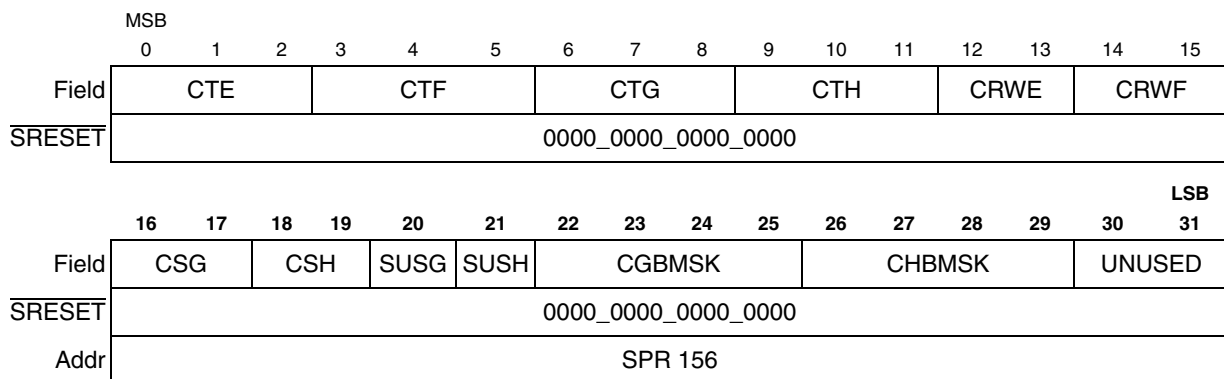 MSB
0 1 2 3 4 5 6 7 8 9 10 11 12 13 14 15
Field CTE CTF CTG CTH CRWE CRWF
SRESET 0000_0000_0000_0000
LSB
16 17 18 19 20 21 22 23 24 25 26 27 28 29 30 31
Field CSG CSH SUSG SUSH CGBMSK CHBMSK UNUSED
SRESET 0000_0000_0000_0000
Addr SPR 156